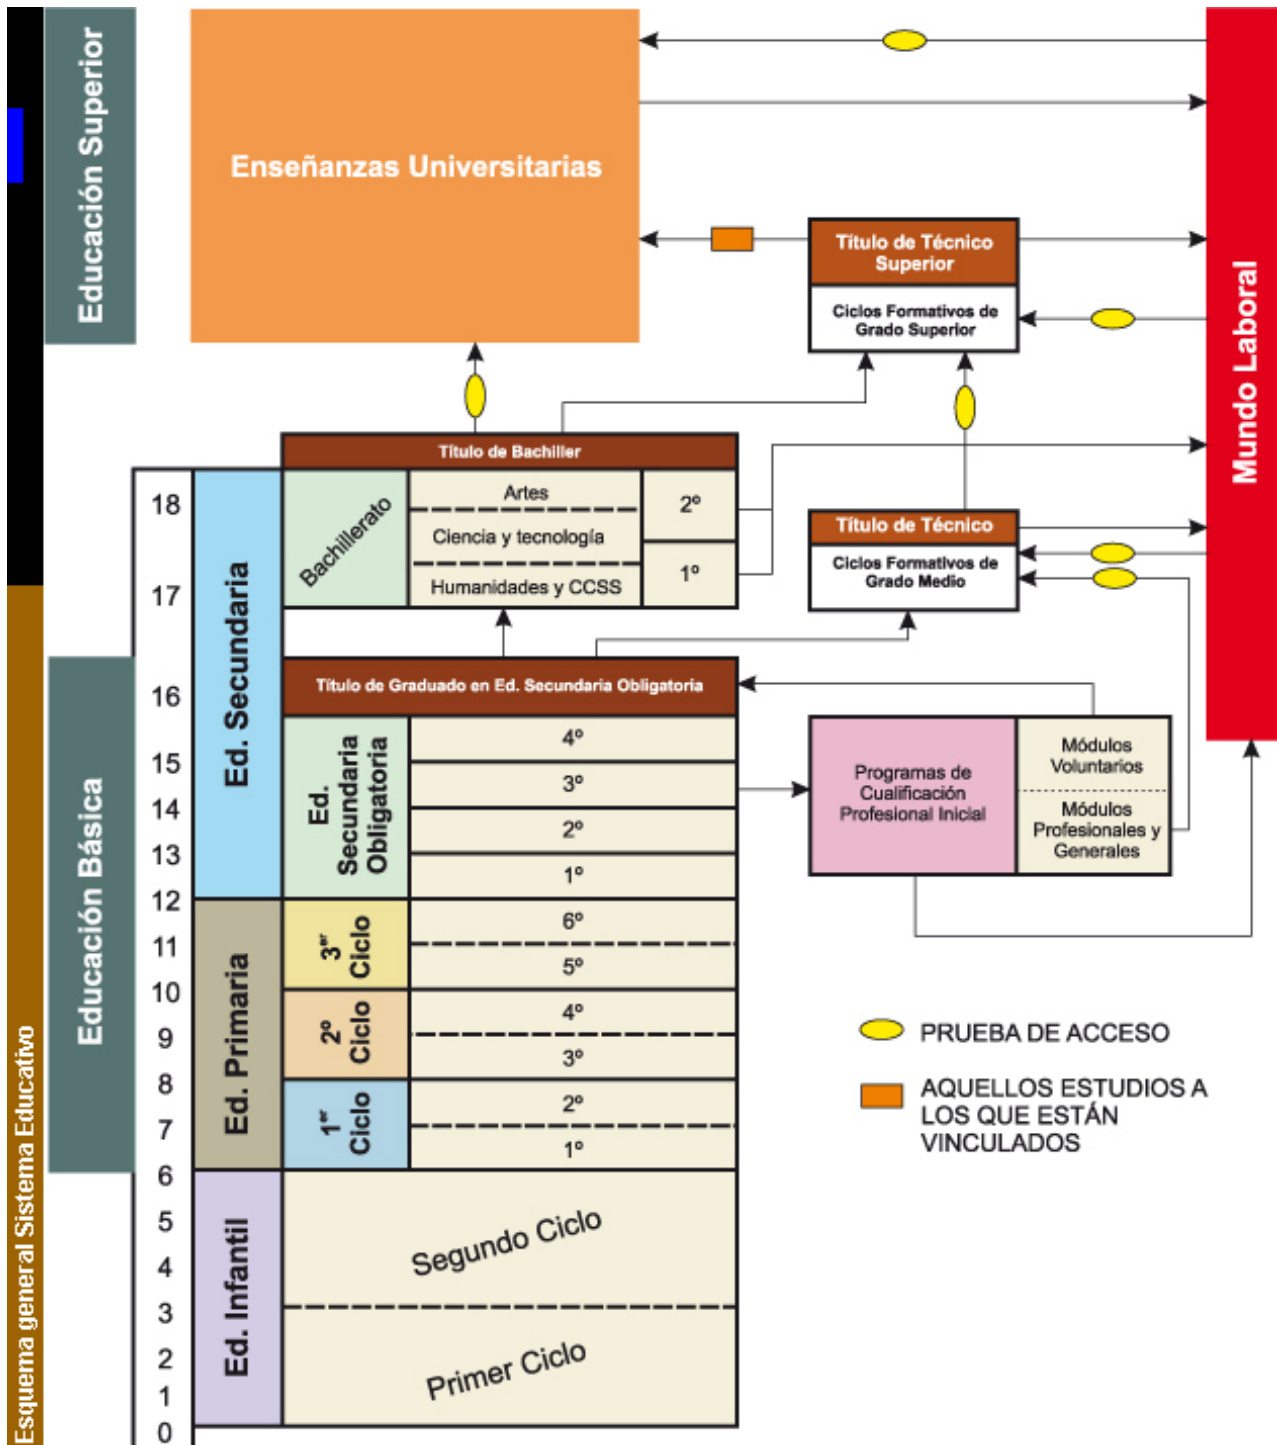 Esquema general Sistema Educativo
Educación Superior
Educación Básica
Enseñanzas Universitarias
Mundo Laboral
Título de Técnico
Superior
Ciclos Formativos de
Grado Superior
Título de Bachiller
Bachillerato
Artes
Ciencia y tecnología
Humanidades y CCSS
2º
1º
Título de Técnico
Ciclos Formativos de
Grado Medio
18
17
16
15
14
13
12
11
10
9
8
7
6
5
4
3
2
1
0
Ed. Secundaria
Título de Graduado en Ed. Secundaria Obligatoria
Ed.
Secundaria
Obligatoria
4º
3º
2º
1º
Programas de
Cualificación
Profesional Inicial
Módulos
Voluntarios
Módulos
Profesionales y
Generales
Ed. Primaria
3er
Ciclo
6º
5º
2º
Ciclo
4º
3º
1er
Ciclo
2º
1º
Ed. Infantil
Segundo Ciclo
Primer Ciclo
PRUEBA DE ACCESO
AQUELLOS ESTUDIOS A
LOS QUE ESTÁN
VINCULADOS